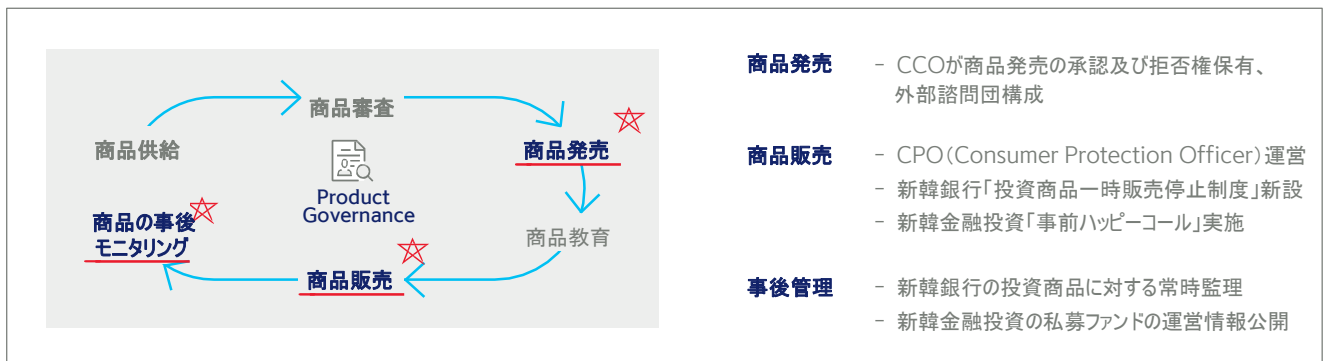 商品供給
商品審査
商品発売
商品教育
商品販売
商品の事後
モニタリング
Product
Governance
商品発売
- CCOが商品発売の承認及び拒否権保有、
外部諮問団構成
商品販売
- CPO(Consumer Protection Officer)運営
- 新韓銀行「投資商品一時販売停止制度」新設
- 新韓金融投資「事前ハッピーコール」実施
事後管理
- 新韓銀行の投資商品に対する常時監理
- 新韓金融投資の私募ファンドの運営情報公開